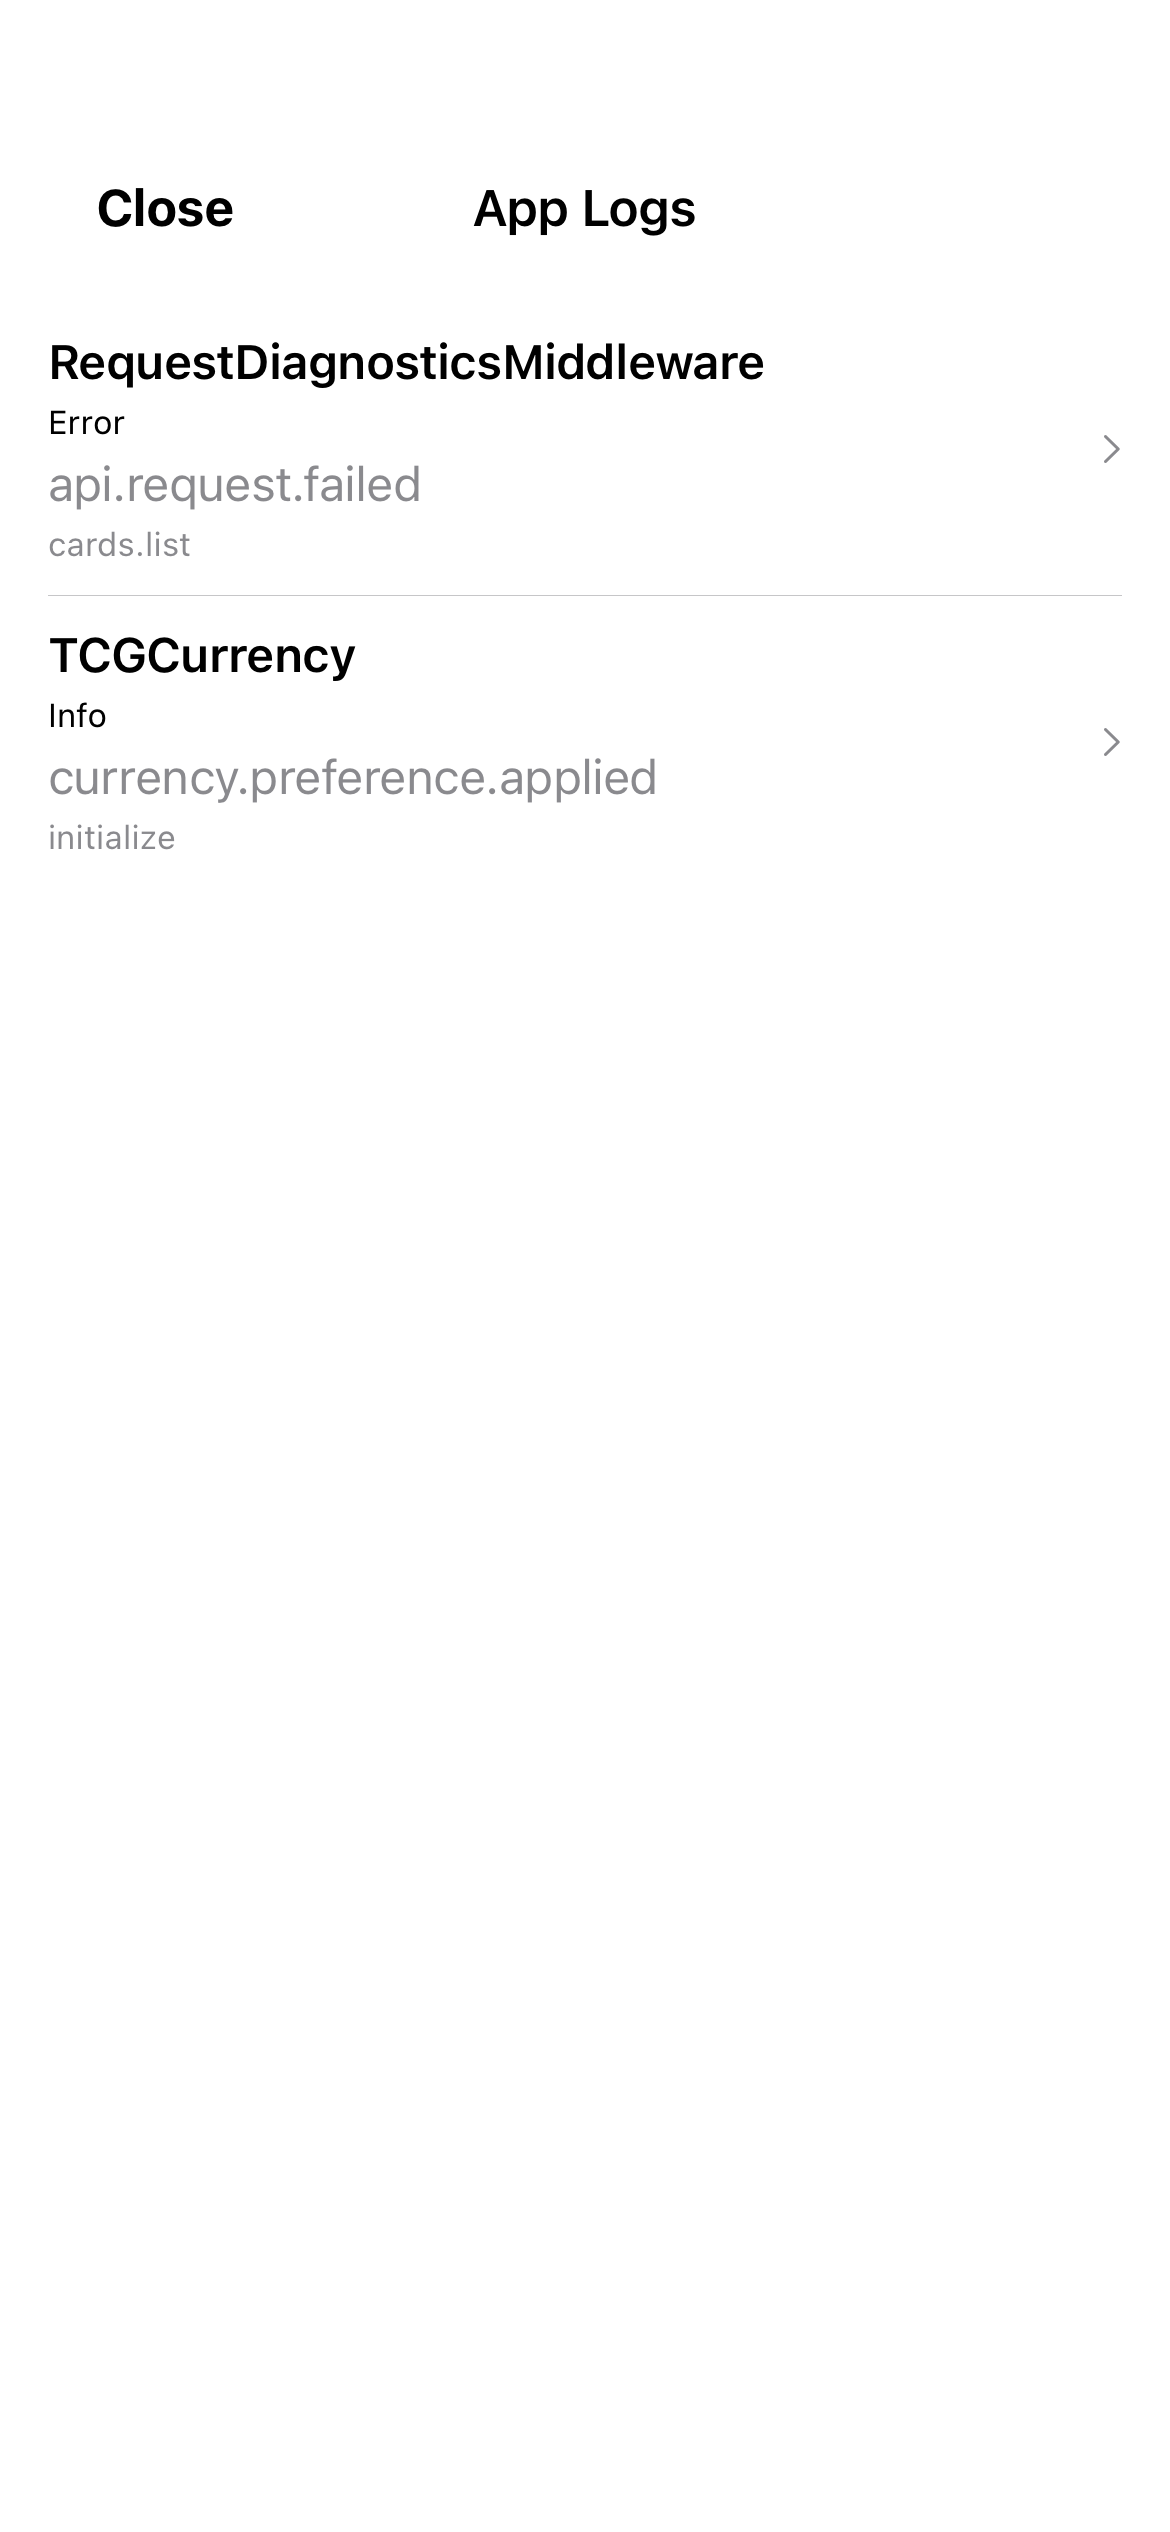 Close
App Logs
RequestDiagnosticsMiddleware
Error
api.request.failed
cards.list
TCGCurrency
Info
currency.preference.applied
initialize